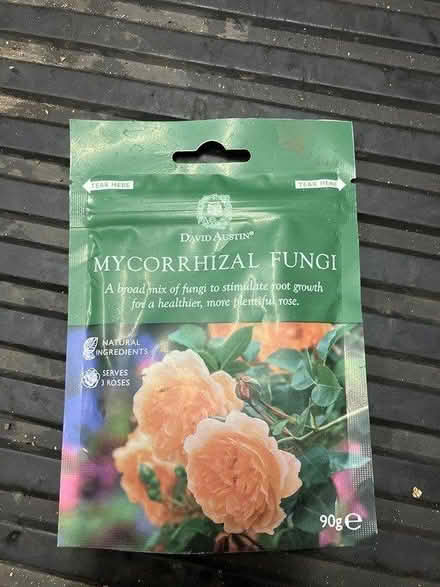 TEAR HERE
TEAR HERE
DAVID AUSTIN®
MYCORRHIZAL FUNGI
A broad mix of fungi to stimulate root growth
for a healthier, more plentiful rose.
NATURAL
INGREDIENTS
SERVES
3 ROSES
90g℮